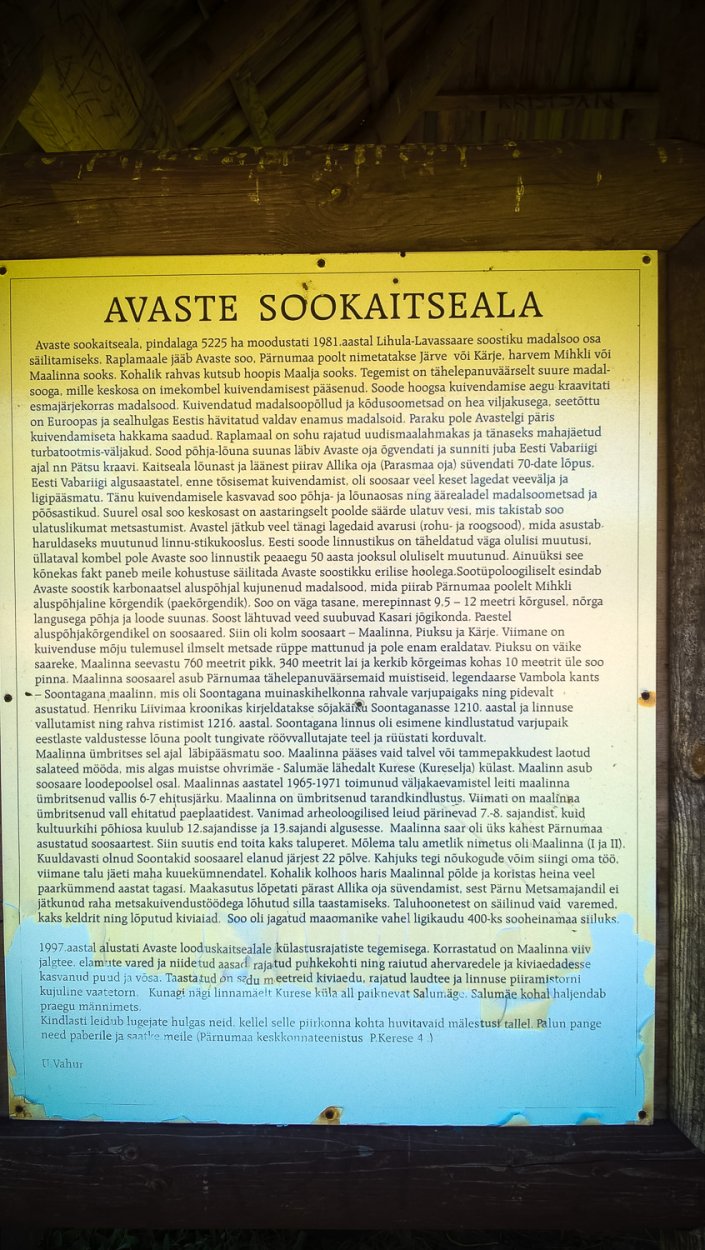 AVASTE SOOKAITSEALA
Avaste sookaitseala, pindalaga 5225 ha moodustati 1981.aastal Lihula-Lavassaare soostiku madalsoo osa
säilitamiseks. Raplamaale jääb Avaste soo, Pärnumaa poolt nimetatakse Järve või Kärje, harvem Mihkli või
Maalinna sooks. Kohalik rahvas kutsub hoopis Maalja sooks. Tegemist on tähelepanuväärselt suure madal-
sooga, mille keskosa on imekombel kuivendamisest pääsenud. Soode hoogsa kuivendamise aegu kraavitati
esmajärjekorras madalsood. Kuivendatud madalsoopõllud ja kõdusoometsad on hea viljakusega, seetõttu
on Euroopas ja sealhulgas Eestis hävitatud valdav enamus madalsoid. Paraku pole Avastelgi päris
kuivendamiseta hakkama saadud. Raplamaal on sohu rajatud uudismaalahmakas ja tänaseks mahajäetud
turbatootmis-väljakud. Sood põhja-lõuna suunas läbiv Avaste oja õgvendati ja sunniti juba Eesti Vabariigi
ajal nn Pätsu kraavi. Kaitseala lõunast ja läänest piirav Allika oja (Parasmaa oja) süvendati 70-date lõpus.
Eesti Vabariigi algusaastatel, enne tõsisemat kuivendamist, oli soosaar veel keset lagedat veevälja ja
ligipääsmatu. Tänu kuivendamisele kasvavad soo põhja- ja lõunaosas ning äärealadel madalsoometsad ja
põõsastikud. Suurel osal soo keskosast on aastaringselt poolde säärde ulatuv vesi, mis takistab soo
ulatuslikumat metsastumist. Avastel jätkub veel tänagi lagedaid avarusi (rohu- ja roogsood), mida asustab
haruldaseks muutunud linnu-stikukooslus. Eesti soode linnustikus on täheldatud väga olulisi muutusi,
üllataval kombel pole Avaste soo linnustik peaaegu 50 aasta jooksul oluliselt muutunud. Ainuüksi see
kõnekas fakt paneb meile kohustuse säilitada Avaste soostikku erilise hoolega.Sootüpoloogiliselt esindab
Avaste soostik karbonaatsel aluspõhjal kujunenud madalsood, mida piirab Pärnumaa poolelt Mihkli
aluspõhjaline kõrgendik (paekõrgendik). Soo on väga tasane, merepinnast 9.5 – 12 meetri kõrgusel, nõrga
langusega põhja ja loode suunas. Soost lähtuvad veed suubuvad Kasari jõgikonda. Paestel
aluspõhjakõrgendikel on soosaared. Siin oli kolm soosaart – Maalinna, Piuksu ja Kärje. Viimane on
kuivenduse mõju tulemusel ilmselt metsade rüppe mattunud ja pole enam eraldatav. Piuksu on väike
saareke, Maalinna seevastu 760 meetrit pikk, 340 meetrit lai ja kerkib kõrgeimas kohas 10 meetrit üle soo
pinna. Maalinna soosaarel asub Pärnumaa tähelepanuväärsemaid muistiseid, legendaarse Vambola kants
– Soontagana maalinn, mis oli Soontagana muinaskihelkonna rahvale varjupaigaks ning pidevalt
asustatud. Henriku Liivimaa kroonikas kirjeldatakse sõjakäiku Soontaganasse 1210. aastal ja linnuse
vallutamist ning rahva ristimist 1216. aastal. Soontagana linnus oli esimene kindlustatud varjupaik
eestlaste valdustesse lõuna poolt tungivate röövvallutajate teel ja rüüstati korduvalt.
Maalinna ümbritses sel ajal läbipääsmatu soo. Maalinna pääses vaid talvel või tammepakkudest laotud
salateed mööda, mis algas muistse ohvrimäe - Salumäe lähedalt Kurese (Kureselja) külast. Maalinn asub
soosaare loodepoolsel osal. Maalinnas aastatel 1965-1971 toimunud väljakaevamistel leiti maalinna
ümbritsenud vallis 6-7 ehitusjärku. Maalinna on ümbritsenud tarandkindlustus. Viimati on maalinna
ümbritsenud vall ehitatud paeplaatidest. Vanimad arheoloogilised leiud pärinevad 7.-8. sajandist, kuid
kultuurkihi põhiosa kuulub 12.sajandisse ja 13.sajandi algusesse. Maalinna saar oli üks kahest Pärnumaa
asustatud soosaartest. Siin suutis end toita kaks taluperet. Mõlema talu ametlik nimetus oli Maalinna (I ja II).
Kuuldavasti olnud Soontakid soosaarel elanud järjest 22 põlve. Kahjuks tegi nõukogude võim siingi oma töö,
viimane talu jäeti maha kuuekümnendatel. Kohalik kolhoos haris Maalinnal põlde ja koristas heina veel
paarkümmend aastat tagasi. Maakasutus lõpetati pärast Allika oja süvendamist, sest Pärnu Metsamajandil ei
jätkunud raha metsakuivendustöödega lõhutud silla taastamiseks. Taluhoonetest on säilinud vaid varemed,
kaks keldrit ning lõputud kiviaiad. Soo oli jagatud maaomanike vahel ligikaudu 400-ks sooheinamaa siiluks.
1997.aastal alustati Avaste looduskaitsealale külastusrajatiste tegemisega. Korrastatud on Maalinna viiv
jalgtee, elamute vared ja niidetud aasad, rajatud puhkekohti ning raiutud ahervaredele ja kiviaedadesse
kasvanud puud ja võsa. Taastatud on sadu meetreid kiviaedu, rajatud laudtee ja linnuse piiramistorni
kujuline vaatetorn. Kunagi nägi linnamäelt Kurese küla all paiknevat Salumäge. Salumäe kohal haljendab
praegu männimets.
Kindlasti leidub lugejate hulgas neid, kellel selle piirkonna kohta huvitavaid mälestusi tallel. Palun pange
need paberile ja saatke meile (Pärnumaa keskkonnateenistus P.Kerese 4 )
U.Vahur